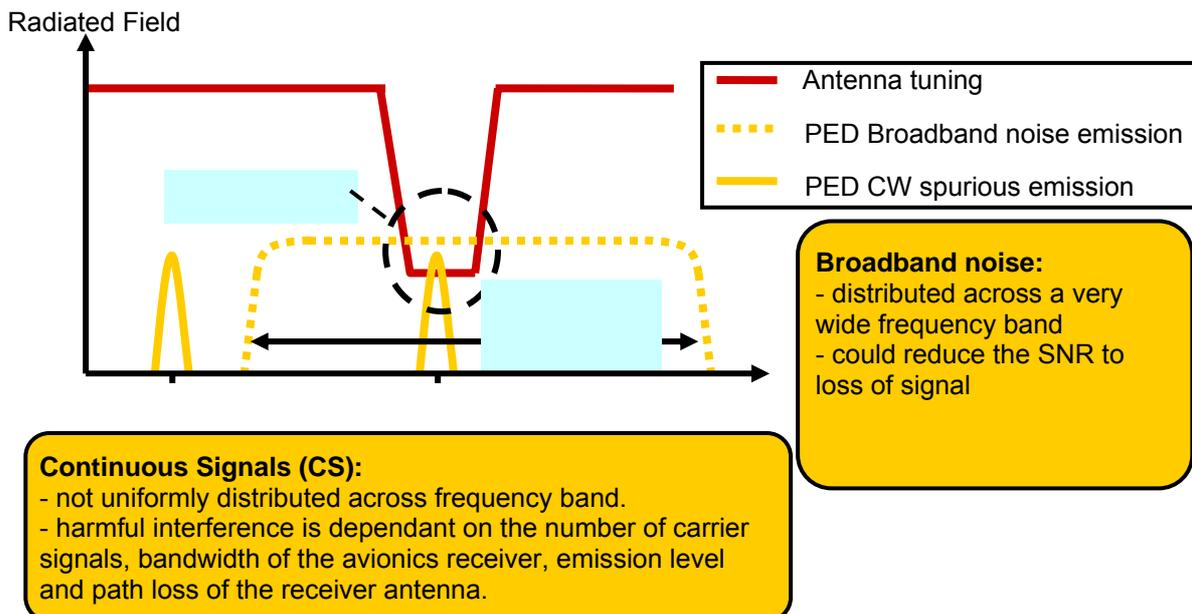 Radiated Field
Antenna tuning
PED Broadband noise emission
PED CW spurious emission
Broadband noise:
- distributed across a very
wide frequency band
- could reduce the SNR to
loss of signal
Continuous Signals (CS):
- not uniformly distributed across frequency band.
- harmful interference is dependant on the number of carrier
signals, bandwidth of the avionics receiver, emission level
and path loss of the receiver antenna.